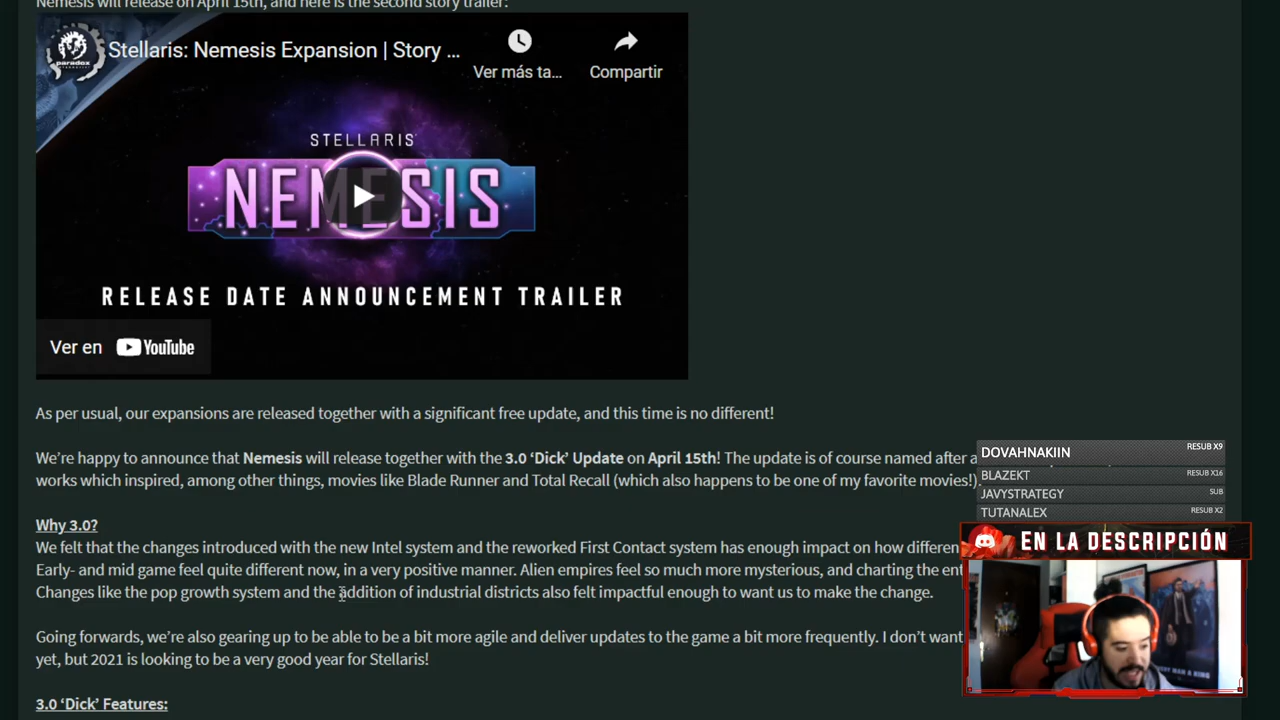 Nemesis will release on April 15th, and here is the second story trailer:
Stellaris: Nemesis Expansion | Story ...
Ver más ta...
Compartir
paradox
STELLARIS
NEMESIS
RELEASE DATE ANNOUNCEMENT TRAILER
Ver en YouTube
As per usual, our expansions are released together with a significant free update, and this time is no different!
We're happy to announce that Nemesis will release together with the 3.0 ‘Dick’ Update on April 15th! The update is of course named after a
works which inspired, among other things, movies like Blade Runner and Total Recall (which also happens to be one of my favorite movies!)
Why 3.0?
We felt that the changes introduced with the new Intel system and the reworked First Contact system has enough impact on how differen
Early- and mid game feel quite different now, in a very positive manner. Alien empires feel so much more mysterious, and charting the ent
Changes like the pop growth system and the addition of industrial districts also felt impactful enough to want us to make the change.
Going forwards, we're also gearing up to be able to be a bit more agile and deliver updates to the game a bit more frequently. I don't want
yet, but 2021 is looking to be a very good year for Stellaris!
3.0 ‘Dick’ Features:
DOVAHNAKIIN RESUB X9
BLAZEKT RESUB X16
JAVYSTRATEGY SUB
TUTANALEX RESUB X2
EN LA DESCRIPCIÓN
EVERY MAN A KING